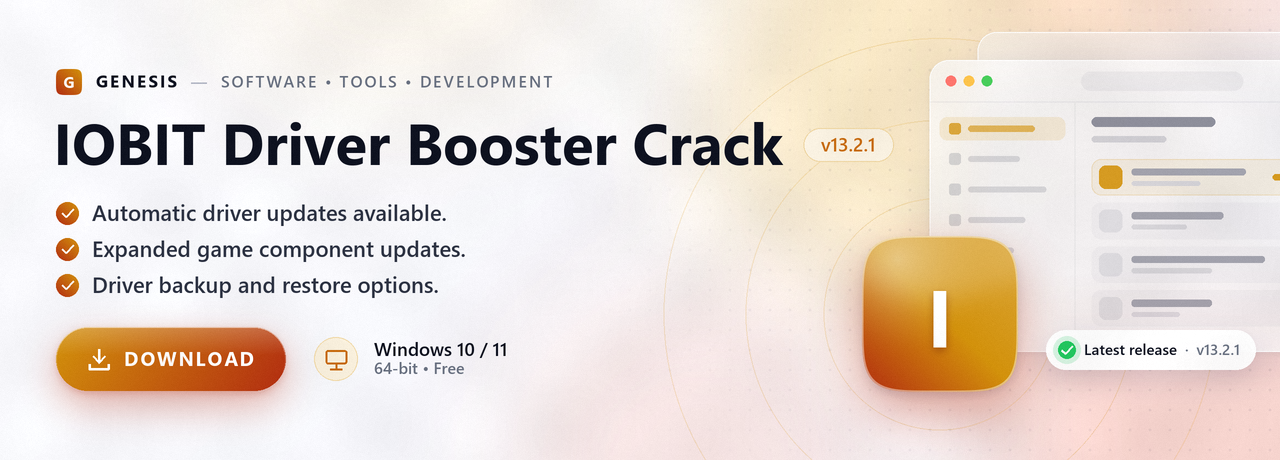 G GENESIS — SOFTWARE • TOOLS • DEVELOPMENT
IOBIT Driver Booster Crack v13.2.1
Automatic driver updates available.
Expanded game component updates.
Driver backup and restore options.
DOWNLOAD
Windows 10 / 11
64-bit • Free
I
Latest release · v13.2.1